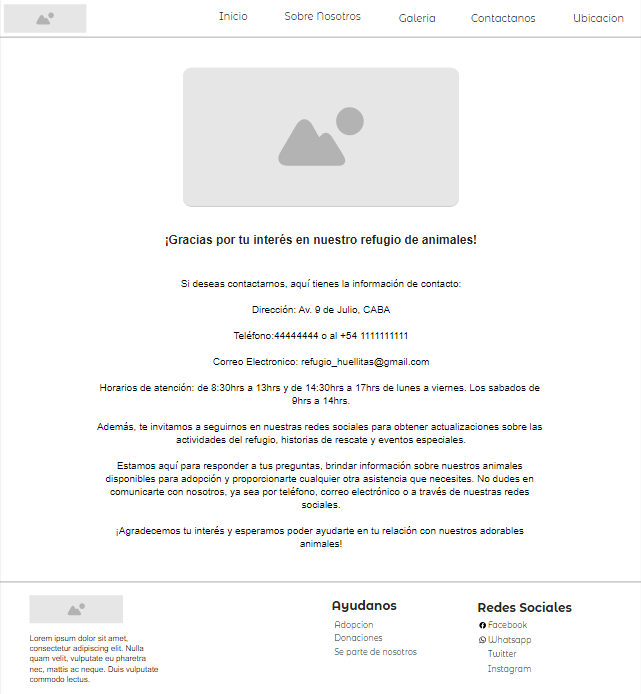 Inicio
Sobre Nosotros
Galeria
Contactanos
Ubicacion
¡Gracias por tu interés en nuestro refugio de animales!
Si deseas contactarnos, aquí tienes la información de contacto:
Dirección: Av. 9 de Julio, CABA
Teléfono:44444444 o al +54 1111111111
Correo Electronico: refugio_huellitas@gmail.com
Horarios de atención: de 8:30hrs a 13hrs y de 14:30hrs a 17hrs de lunes a viernes. Los sabados de
9hrs a 14hrs.
Además, te invitamos a seguirnos en nuestras redes sociales para obtener actualizaciones sobre las
actividades del refugio, historias de rescate y eventos especiales.
Estamos aquí para responder a tus preguntas, brindar información sobre nuestros animales
disponibles para adopción y proporcionarte cualquier otra asistencia que necesites. No dudes en
comunicarte con nosotros, ya sea por teléfono, correo electrónico o a través de nuestras redes
sociales.
¡Agradecemos tu interés y esperamos poder ayudarte en tu relación con nuestros adorables
animales!
Lorem ipsum dolor sit amet,
consectetur adipiscing elit. Nulla
quam velit, vulputate eu pharetra
nec, mattis ac neque. Duis vulputate
commodo lectus.
Ayudanos
Adopcion
Donaciones
Se parte de nosotros
Redes Sociales
Facebook
Whatsapp
Twitter
Instagram